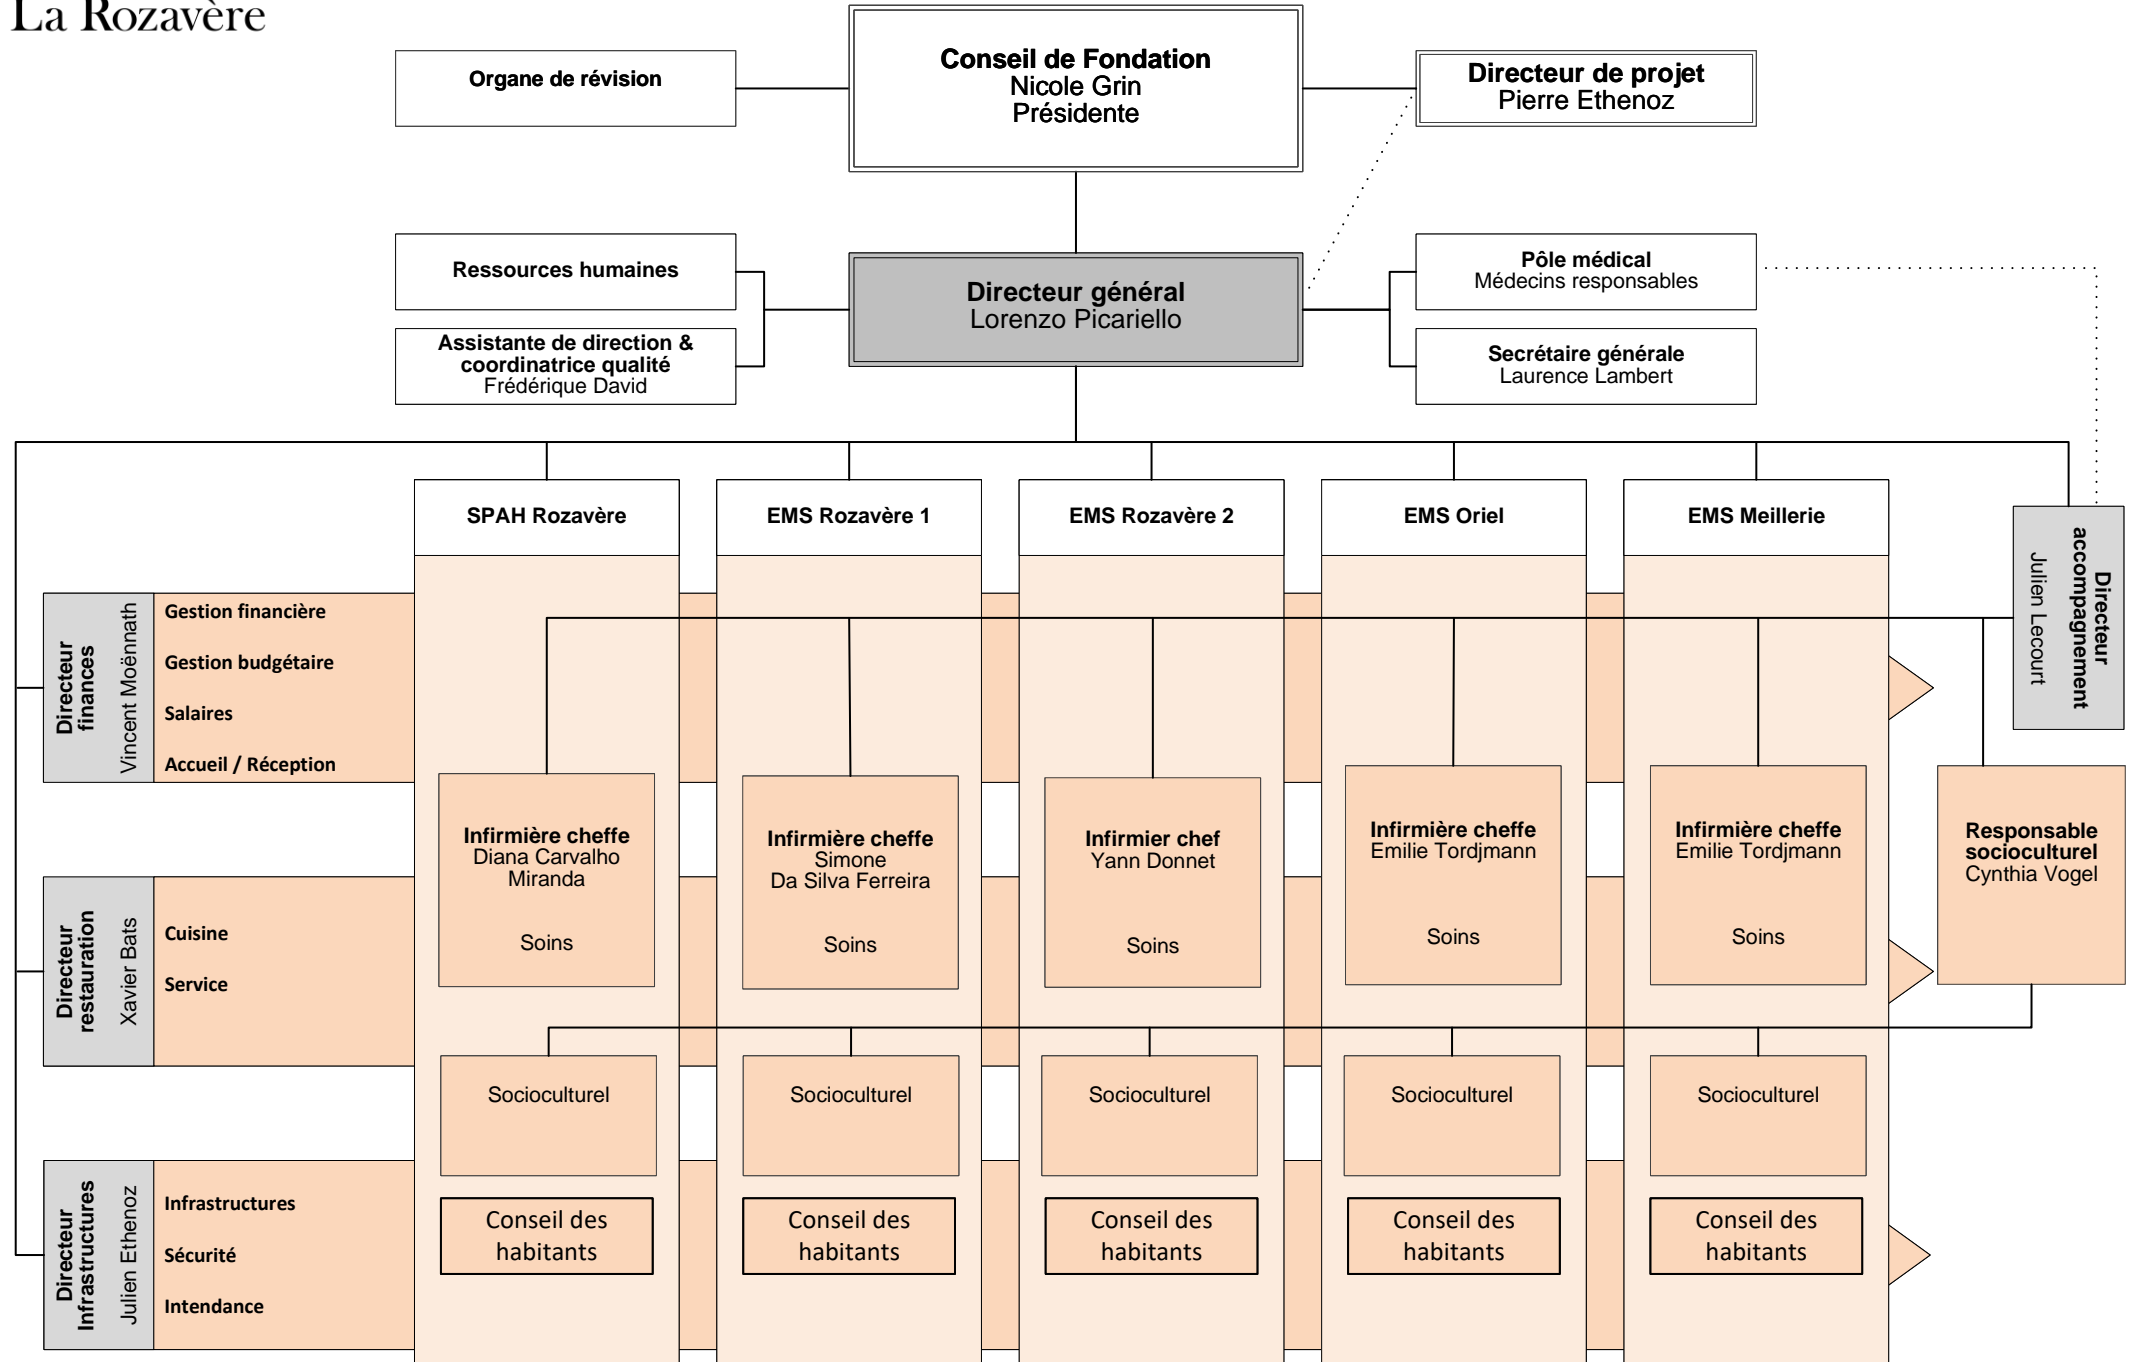 La Rozavère
Organe de révision
Conseil de Fondation
Nicole Grin
Présidente
Directeur de projet
Pierre Ethenoz
Ressources humaines
Assistante de direction &
coordinatrice qualité
Frédérique David
Directeur général
Lorenzo Picariello
Pôle médical
Médecins responsables
Secrétaire générale
Laurence Lambert
SPAH Rozavère
EMS Rozavère 1
EMS Rozavère 2
EMS Oriel
EMS Meillerie
Directeur
accompagnement
Julien Lecourt
Directeur
finances
Vincent Moënnath
Gestion financière
Gestion budgétaire
Salaires
Accueil / Réception
Infirmière cheffe
Diana Carvalho
Miranda
Soins
Infirmière cheffe
Simone
Da Silva Ferreira
Soins
Infirmier chef
Yann Donnet
Soins
Infirmière cheffe
Emilie Tordjmann
Soins
Infirmière cheffe
Emilie Tordjmann
Soins
Responsable
socioculturel
Cynthia Vogel
Directeur
restauration
Xavier Bats
Cuisine
Service
Socioculturel
Socioculturel
Socioculturel
Socioculturel
Socioculturel
Directeur
Infrastructures
Julien Ethenoz
Infrastructures
Sécurité
Intendance
Conseil des
habitants
Conseil des
habitants
Conseil des
habitants
Conseil des
habitants
Conseil des
habitants